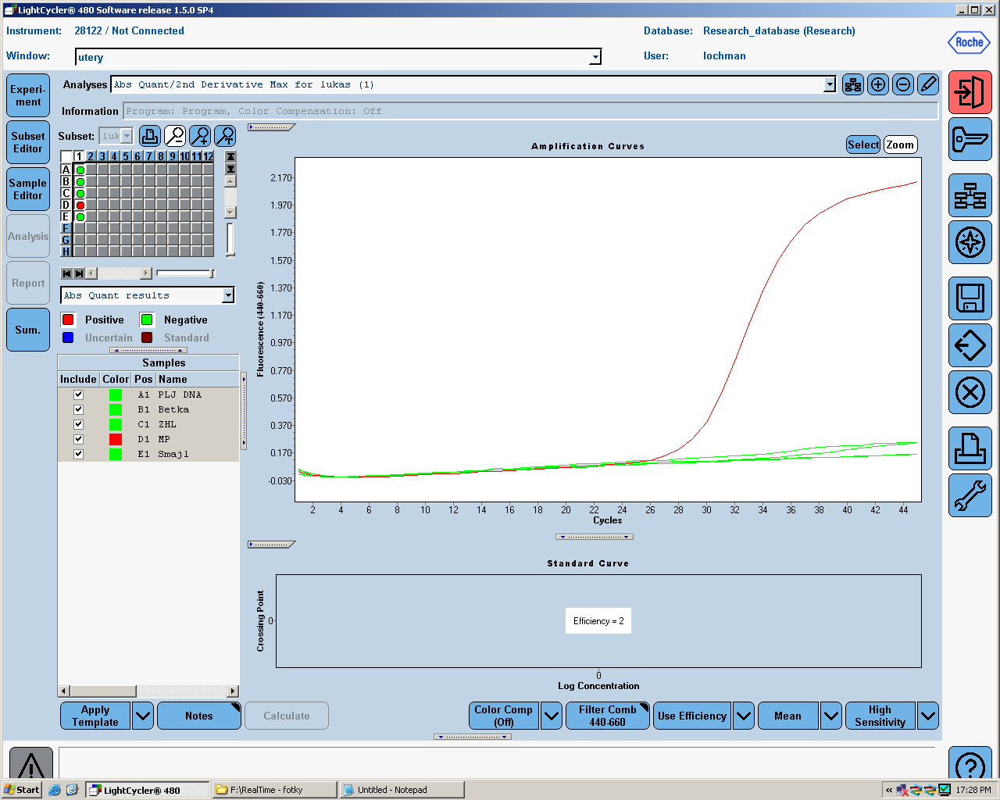 LightCycler® 480 Software release 1.5.0 SP4
Instrument: 28122 / Not Connected
Database: Research_database (Research)
Roche
Window: utery
User: lochman
Experi-
ment
Subset
Editor
Sample
Editor
Analysis
Report
Sum.
Analyses Abs Quant/2nd Derivative Max for lukas (1)
Information Program: Program, Color Compensation: Off
Subset: luk
1 2 3 4 5 6 7 8 9 10 11 12
A
B
C
D
E
F
G
H
Abs Quant results
Positive Negative
Uncertain Standard
Samples
Include Color Pos Name
A1 PLJ DNA
B1 Betka
C1 ZHL
D1 MP
E1 Smajl
Amplification Curves
Select Zoom
Fluorescence (440-660)
2.170
1.970
1.770
1.570
1.370
1.170
0.970
0.770
0.570
0.370
0.170
-0.030
2 4 6 8 10 12 14 16 18 20 22 24 26 28 30 32 34 36 38 40 42 44
Cycles
Standard Curve
Crossing Point
0
Efficiency = 2
0
Log Concentration
Apply
Template
Notes
Calculate
Color Comp
(Off)
Filter Comb
440-660
Use Efficiency
Mean
High
Sensitivity
Start
LightCycler® 480
F:\RealTime - fotky
Untitled - Notepad
17:28 PM